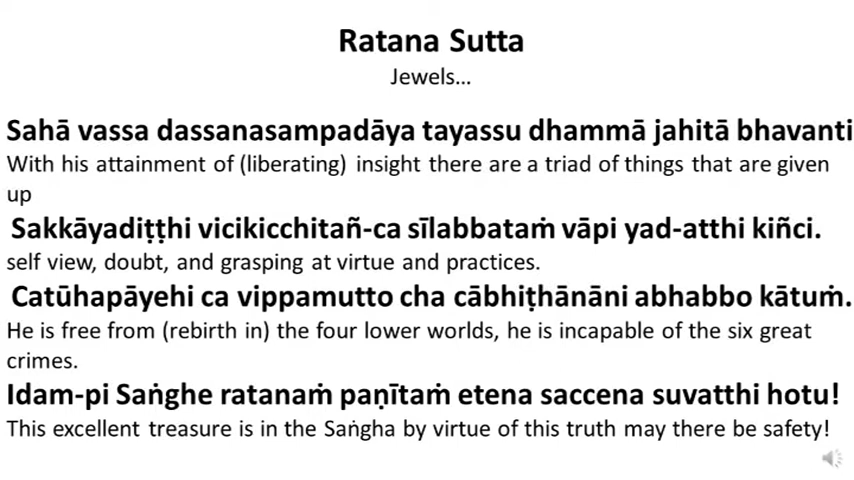 Ratana Sutta
Jewels…
Sahā vassa dassanasampadāya tayassu dhammā jahitā bhavanti
With his attainment of (liberating) insight there are a triad of things that are given
up
Sakkāyadiṭṭhi vicikicchitañ-ca sīlabbataṁ vāpi yad-atthi kiñci.
self view, doubt, and grasping at virtue and practices.
Catūhapāyehi ca vippamutto cha cābhiṭhānāni abhabbo kātuṁ.
He is free from (rebirth in) the four lower worlds, he is incapable of the six great
crimes.
Idam-pi Saṅghe ratanaṁ paṇītaṁ etena saccena suvatthi hotu!
This excellent treasure is in the Saṅgha by virtue of this truth may there be safety!